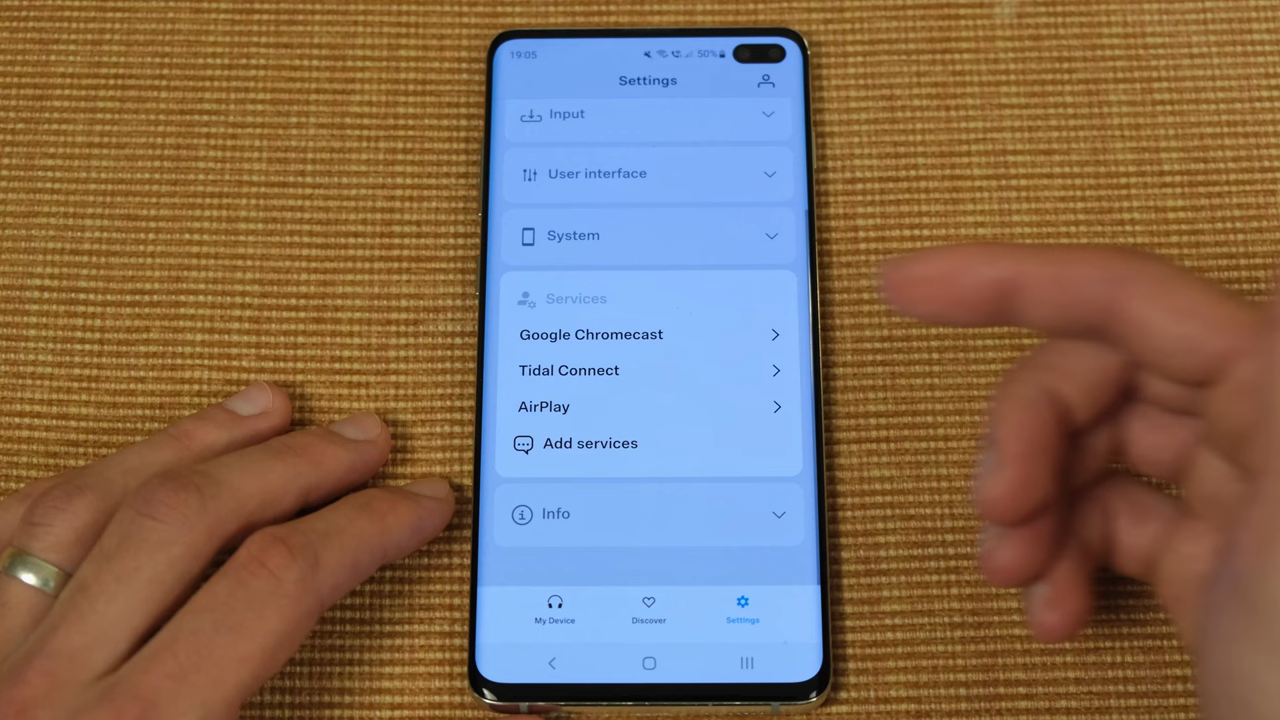 19:05 50%
Settings
Input
User interface
System
Services
Google Chromecast
Tidal Connect
AirPlay
Add services
Info
My Device Discover Settings